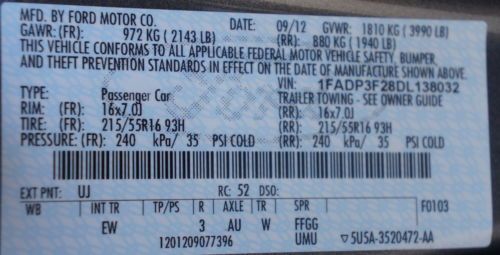 MFD. BY FORD MOTOR CO. DATE: 09/12 GVWR: 1810 KG ( 3990 LB)
GAWR: (FR): 972 KG ( 2143 LB) (RR): 880 KG ( 1940 LB)
THIS VEHICLE CONFORMS TO ALL APPLICABLE FEDERAL MOTOR VEHICLE SAFETY, BUMPER,
AND THEFT PREVENTION STANDARDS IN EFFECT ON THE DATE OF MANUFACTURE SHOWN ABOVE.
VIN: 1FADP3F28DL138032
TYPE: Passenger Car TRAILER TOWING - SEE OWNER GUIDE
RIM: (FR): 16x7.0J (RR): 16x7.0J
TIRE: (FR): 215/55R16 93H (RR): 215/55R16 93H
PRESSURE: (FR): 240 kPa/ 35 PSI COLD (RR): 240 kPa/ 35 PSI COLD
EXT PNT: UJ RC: 52 DSO:
WB INT TR TP/PS R AXLE TR SPR F0103
EW 3 AU W FFGG
1201209077396 UMU ▽5U5A-3520472-AA